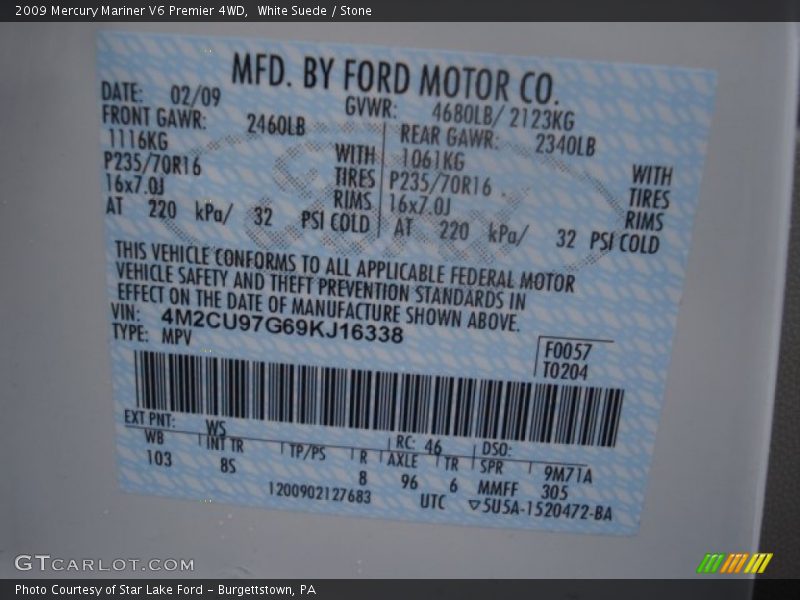 2009 Mercury Mariner V6 Premier 4WD, White Suede / Stone
MFD. BY FORD MOTOR CO.
DATE: 02/09 GVWR: 4680LB/ 2123KG
FRONT GAWR: 2460LB REAR GAWR: 2340LB
1116KG WITH 1061KG WITH
P235/70R16 TIRES P235/70R16 TIRES
16x7.0J RIMS 16x7.0J RIMS
AT 220 kPa/ 32 PSI COLD AT 220 kPa/ 32 PSI COLD
THIS VEHICLE CONFORMS TO ALL APPLICABLE FEDERAL MOTOR
VEHICLE SAFETY AND THEFT PREVENTION STANDARDS IN
EFFECT ON THE DATE OF MANUFACTURE SHOWN ABOVE.
VIN: 4M2CU97G69KJ16338
TYPE: MPV
F0057
T0204
EXT PNT: WS RC: 46 DSO:
WB INT TR TP/PS R AXLE TR SPR 9M71A
103 8S 8 96 6 MMFF 305
1200902127683 UTC ▽5U5A-1520472-BA
GTCARLOT.COM
Photo Courtesy of Star Lake Ford – Burgettstown, PA